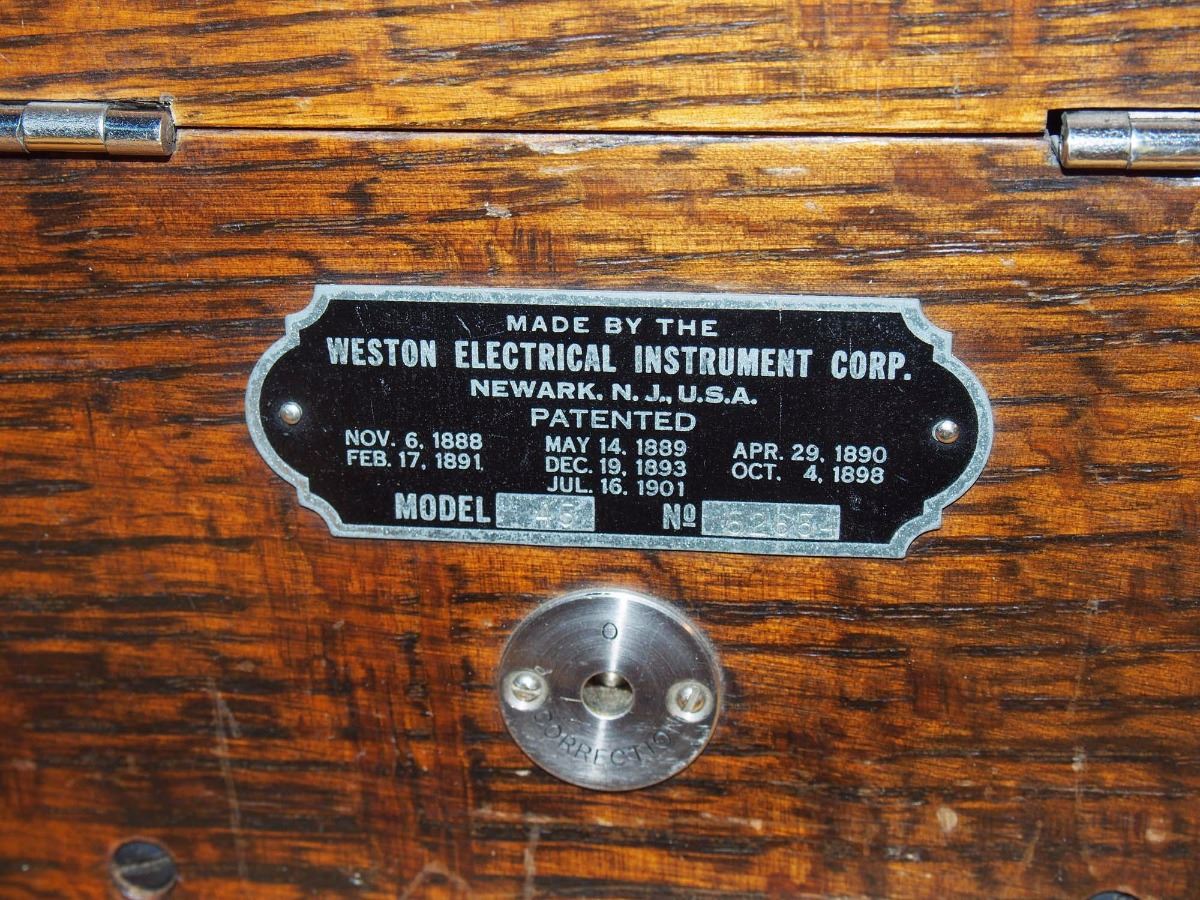 MADE BY THE
WESTON ELECTRICAL INSTRUMENT CORP.
NEWARK, N. J., U.S.A.
PATENTED
NOV. 6, 1888 MAY 14, 1889 APR. 29, 1890
FEB. 17, 1891 DEC. 19, 1893 OCT. 4, 1898
JUL. 16, 1901
MODEL 45 Nº
O
CORRECTION